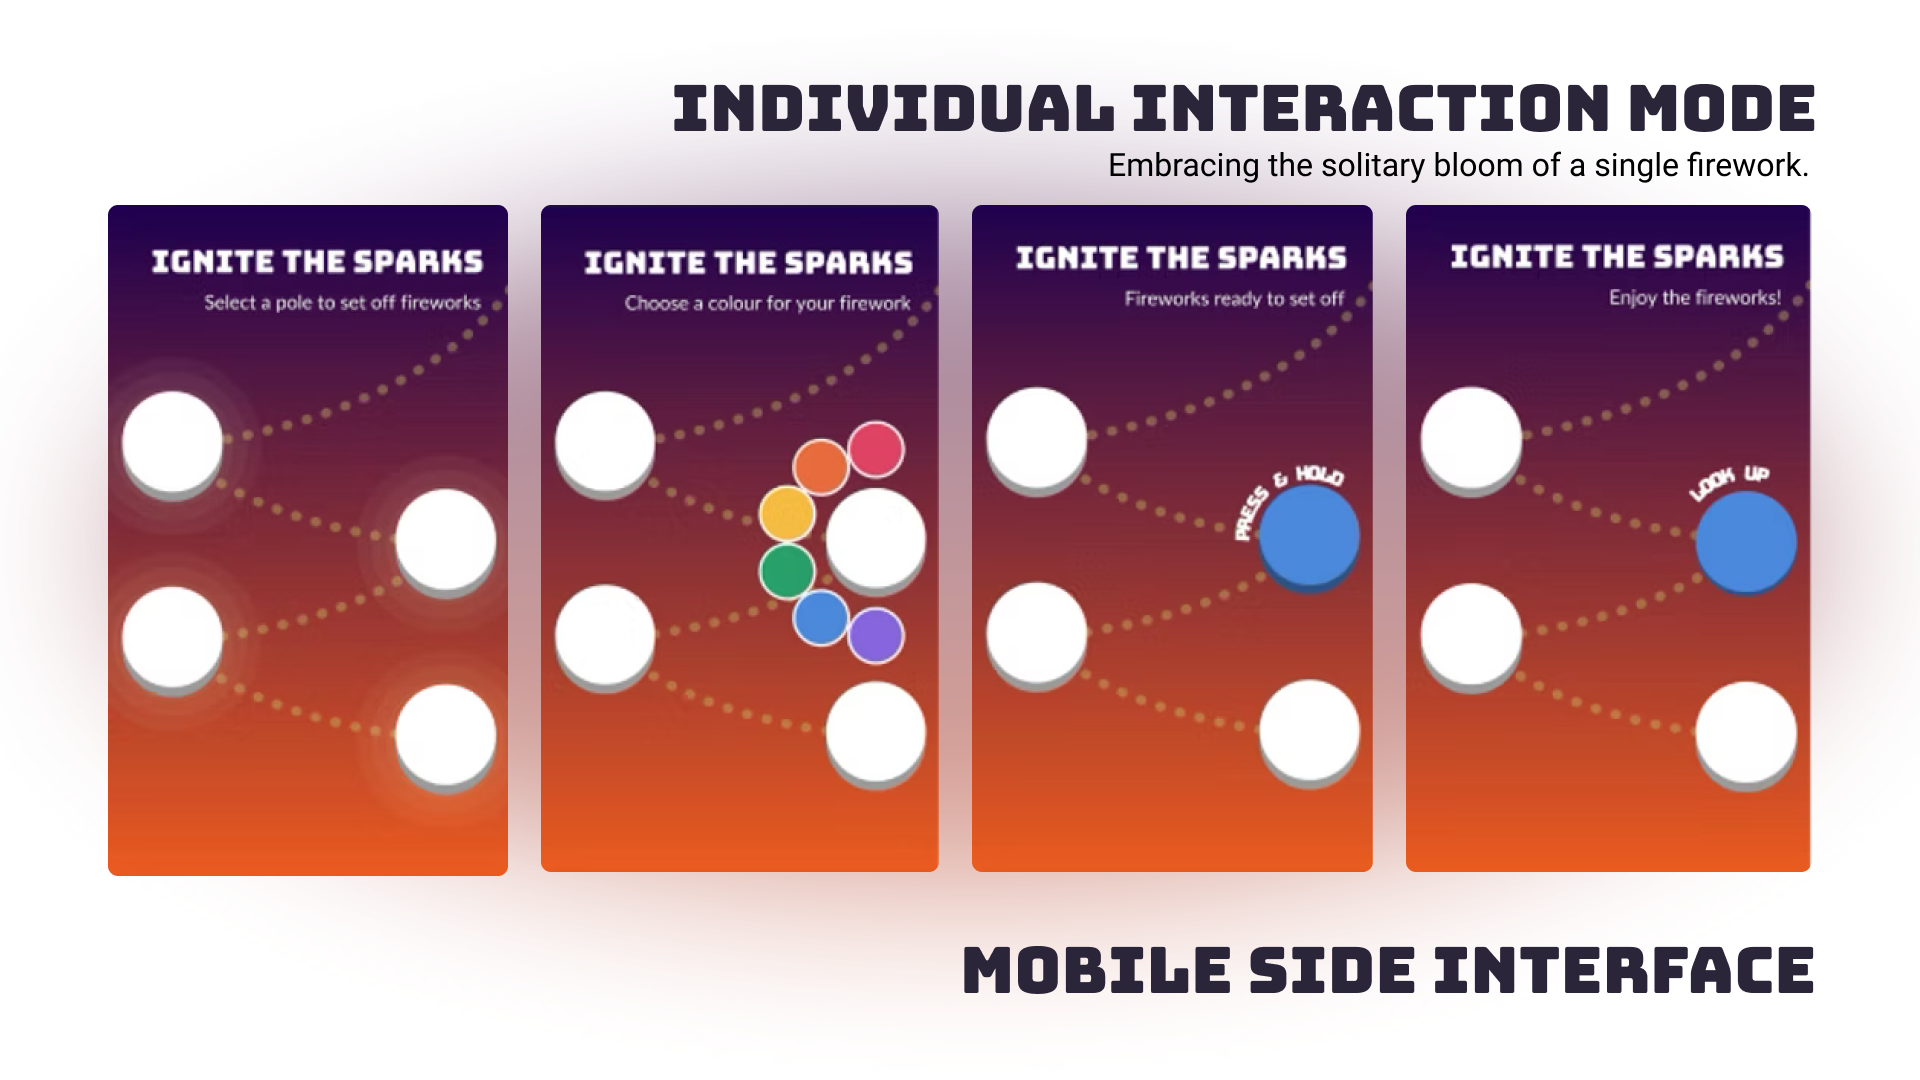 INDIVIDUAL INTERACTION MODE
Embracing the solitary bloom of a single firework.
IGNITE THE SPARKS
Select a pole to set off fireworks
IGNITE THE SPARKS
Choose a colour for your firework
IGNITE THE SPARKS
Fireworks ready to set off
PRESS & HOLD
IGNITE THE SPARKS
Enjoy the fireworks!
LOOK UP
MOBILE SIDE INTERFACE